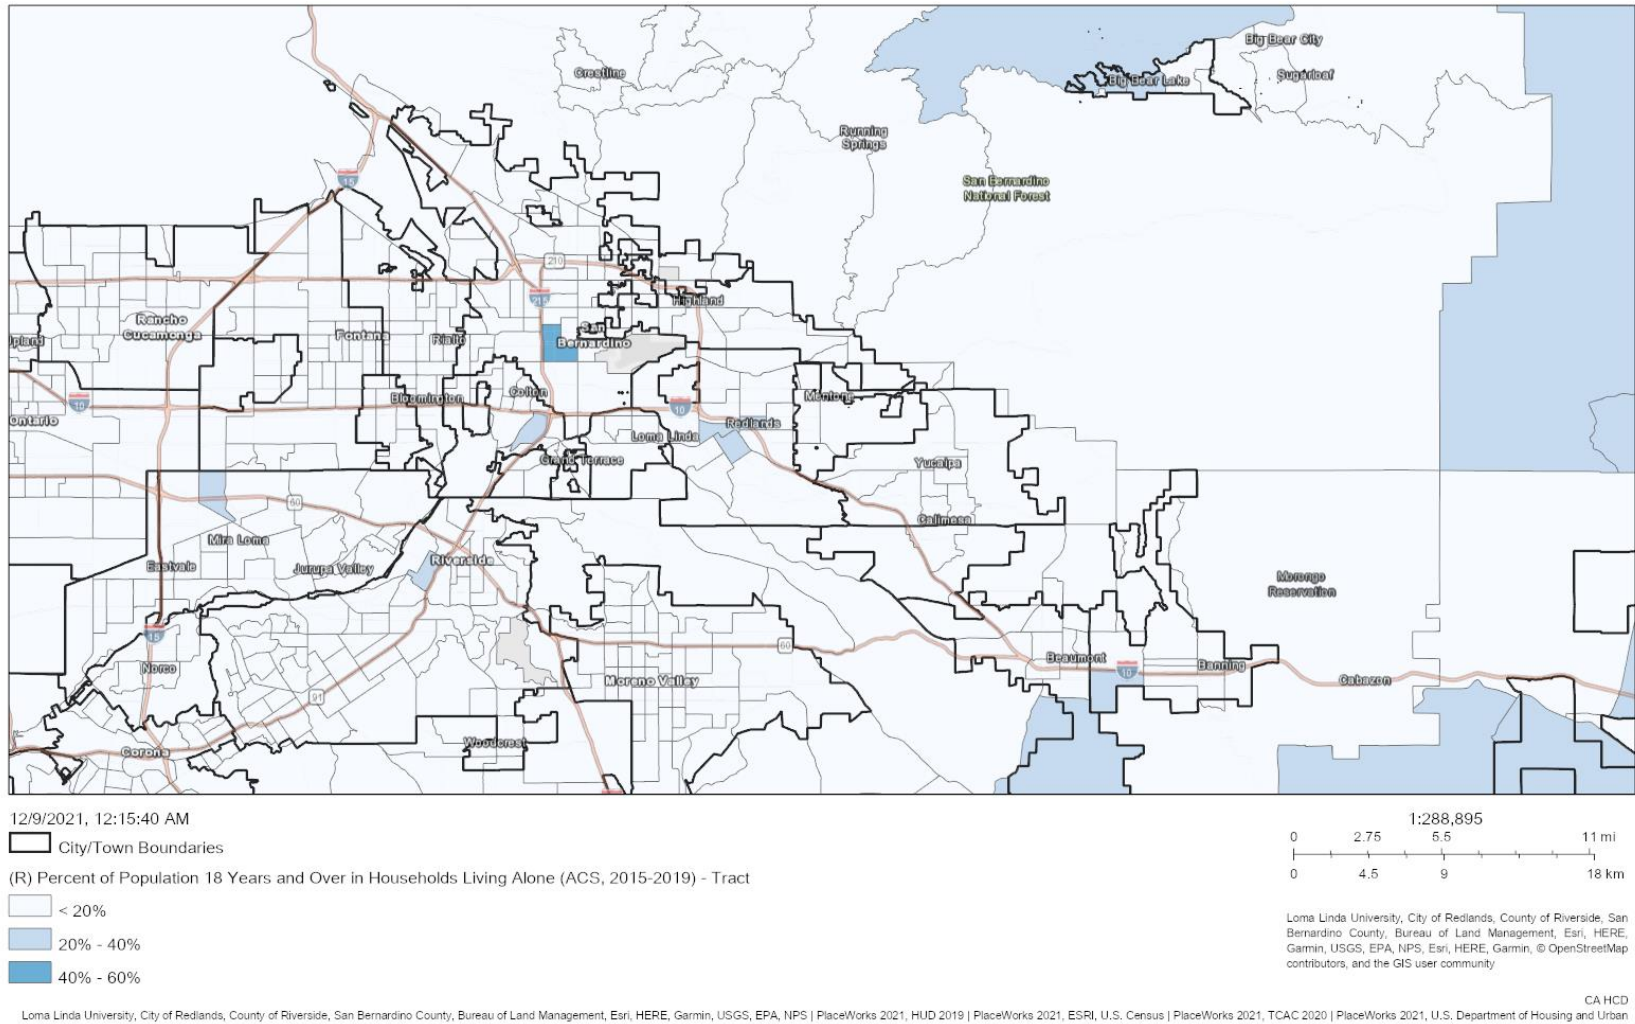 Big Bear City
Crestline
Big Bear Lake
Sugarloaf
Running
Springs
15
San Bernardino
National Forest
210
215
Highland
Rancho
Cucamonga
Fontana
Rialto
San
Bernardino
Upland
10
Bloomington
Colton
10
Mentone
Ontario
Redlands
Loma Linda
Grand Terrace
Yucaipa
60
Calimesa
Mira Loma
Riverside
Eastvale
Jurupa Valley
Morongo
Reservation
15
60
Beaumont
10
Banning
Norco
Moreno Valley
Cabazon
91
Woodcrest
Corona
12/9/2021, 12:15:40 AM
City/Town Boundaries
(R) Percent of Population 18 Years and Over in Households Living Alone (ACS, 2015-2019) - Tract
< 20%
20% - 40%
40% - 60%
1:288,895
0 2.75 5.5 11 mi
0 4.5 9 18 km
Loma Linda University, City of Redlands, County of Riverside, San
Bernardino County, Bureau of Land Management, Esri, HERE,
Garmin, USGS, EPA, NPS, Esri, HERE, Garmin, © OpenStreetMap
contributors, and the GIS user community
CA HCD
Loma Linda University, City of Redlands, County of Riverside, San Bernardino County, Bureau of Land Management, Esri, HERE, Garmin, USGS, EPA, NPS | PlaceWorks 2021, HUD 2019 | PlaceWorks 2021, ESRI, U.S. Census | PlaceWorks 2021, TCAC 2020 | PlaceWorks 2021, U.S. Department of Housing and Urban